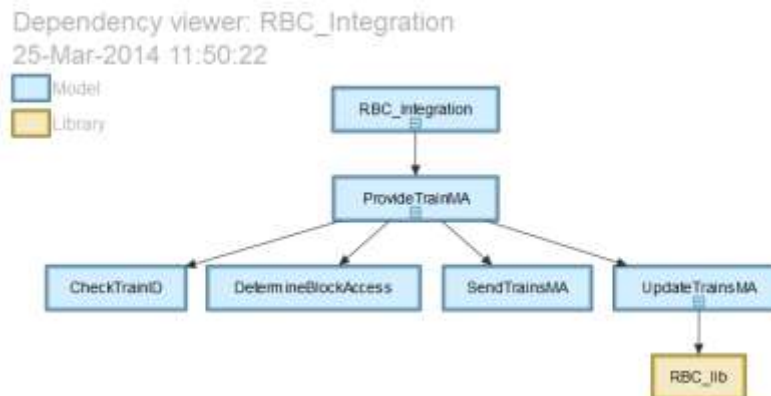 Dependency viewer: RBC_Integration
25-Mar-2014 11:50:22
Model
Library
RBC_Integration
ProvideTrainMA
CheckTrainID
DetermineBlockAccess
SendTrainsMA
UpdateTrainsMA
RBC_lib